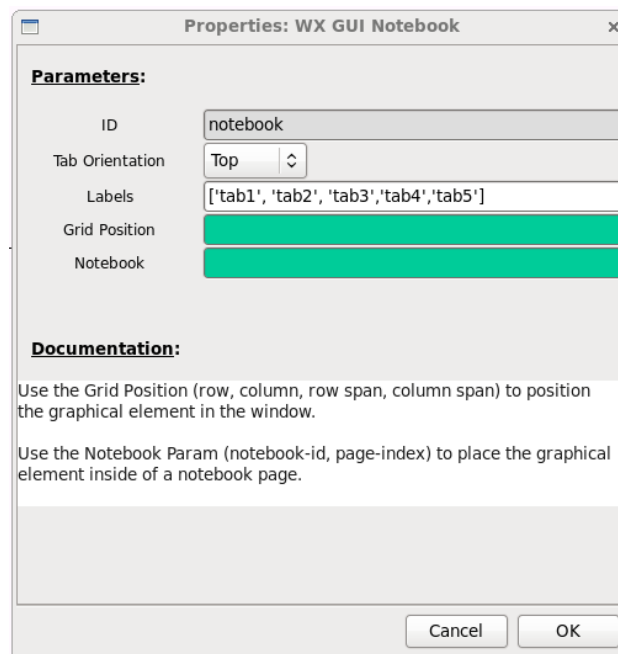 Properties: WX GUI Notebook
Parameters:
ID notebook
Tab Orientation Top
Labels ['tab1', 'tab2', 'tab3','tab4','tab5']
Grid Position
Notebook
Documentation:
Use the Grid Position (row, column, row span, column span) to position
the graphical element in the window.
Use the Notebook Param (notebook-id, page-index) to place the graphical
element inside of a notebook page.
Cancel OK